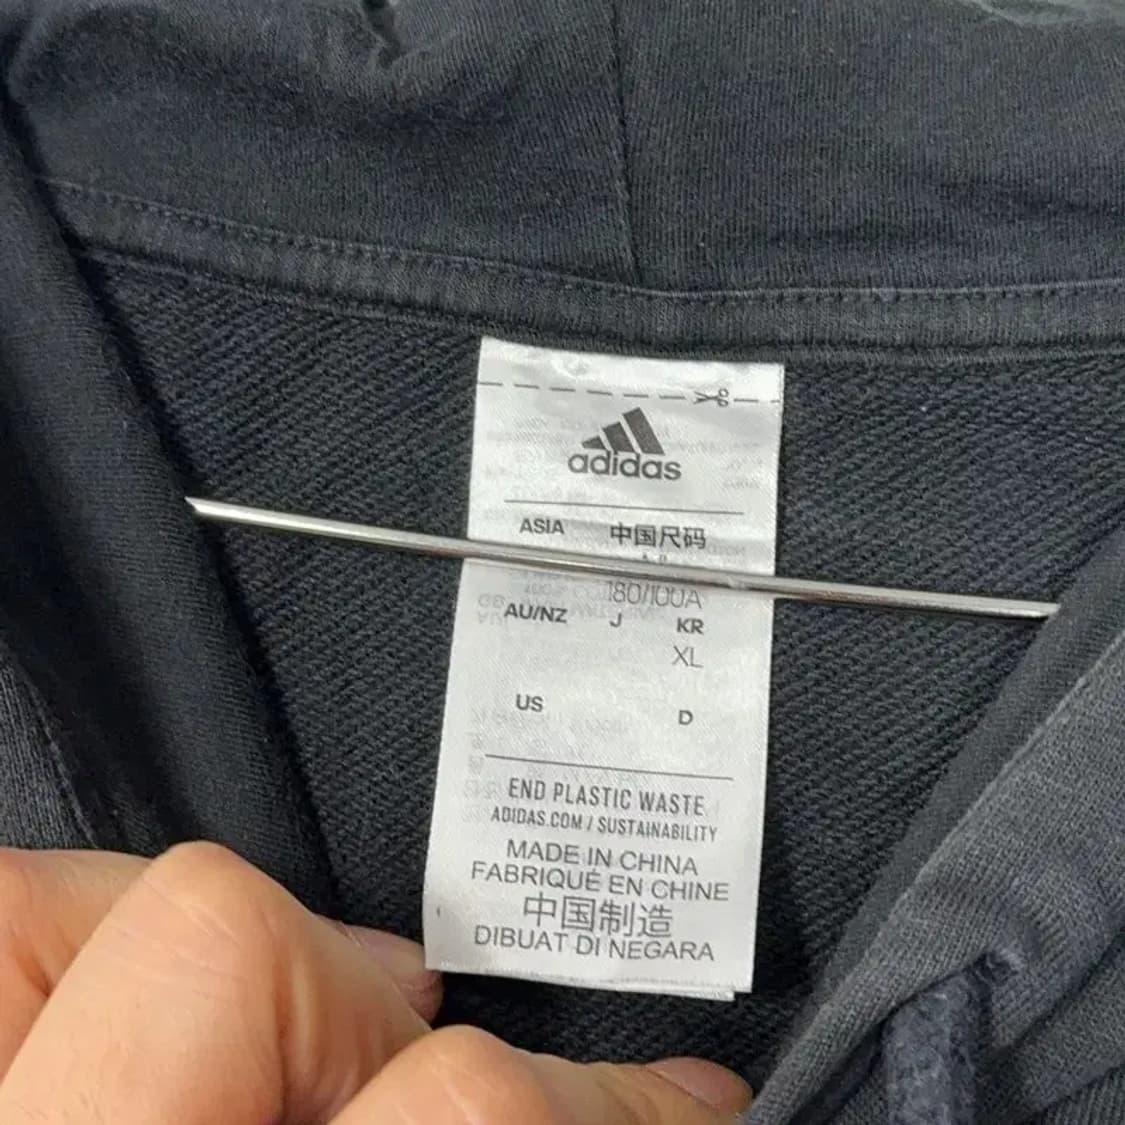 adidas
ASIA 中国尺码
180/100A
AU/NZ J KR
XL
US D
END PLASTIC WASTE
ADIDAS.COM / SUSTAINABILITY
MADE IN CHINA
FABRIQUÉ EN CHINE
中国制造
DIBUAT DI NEGARA